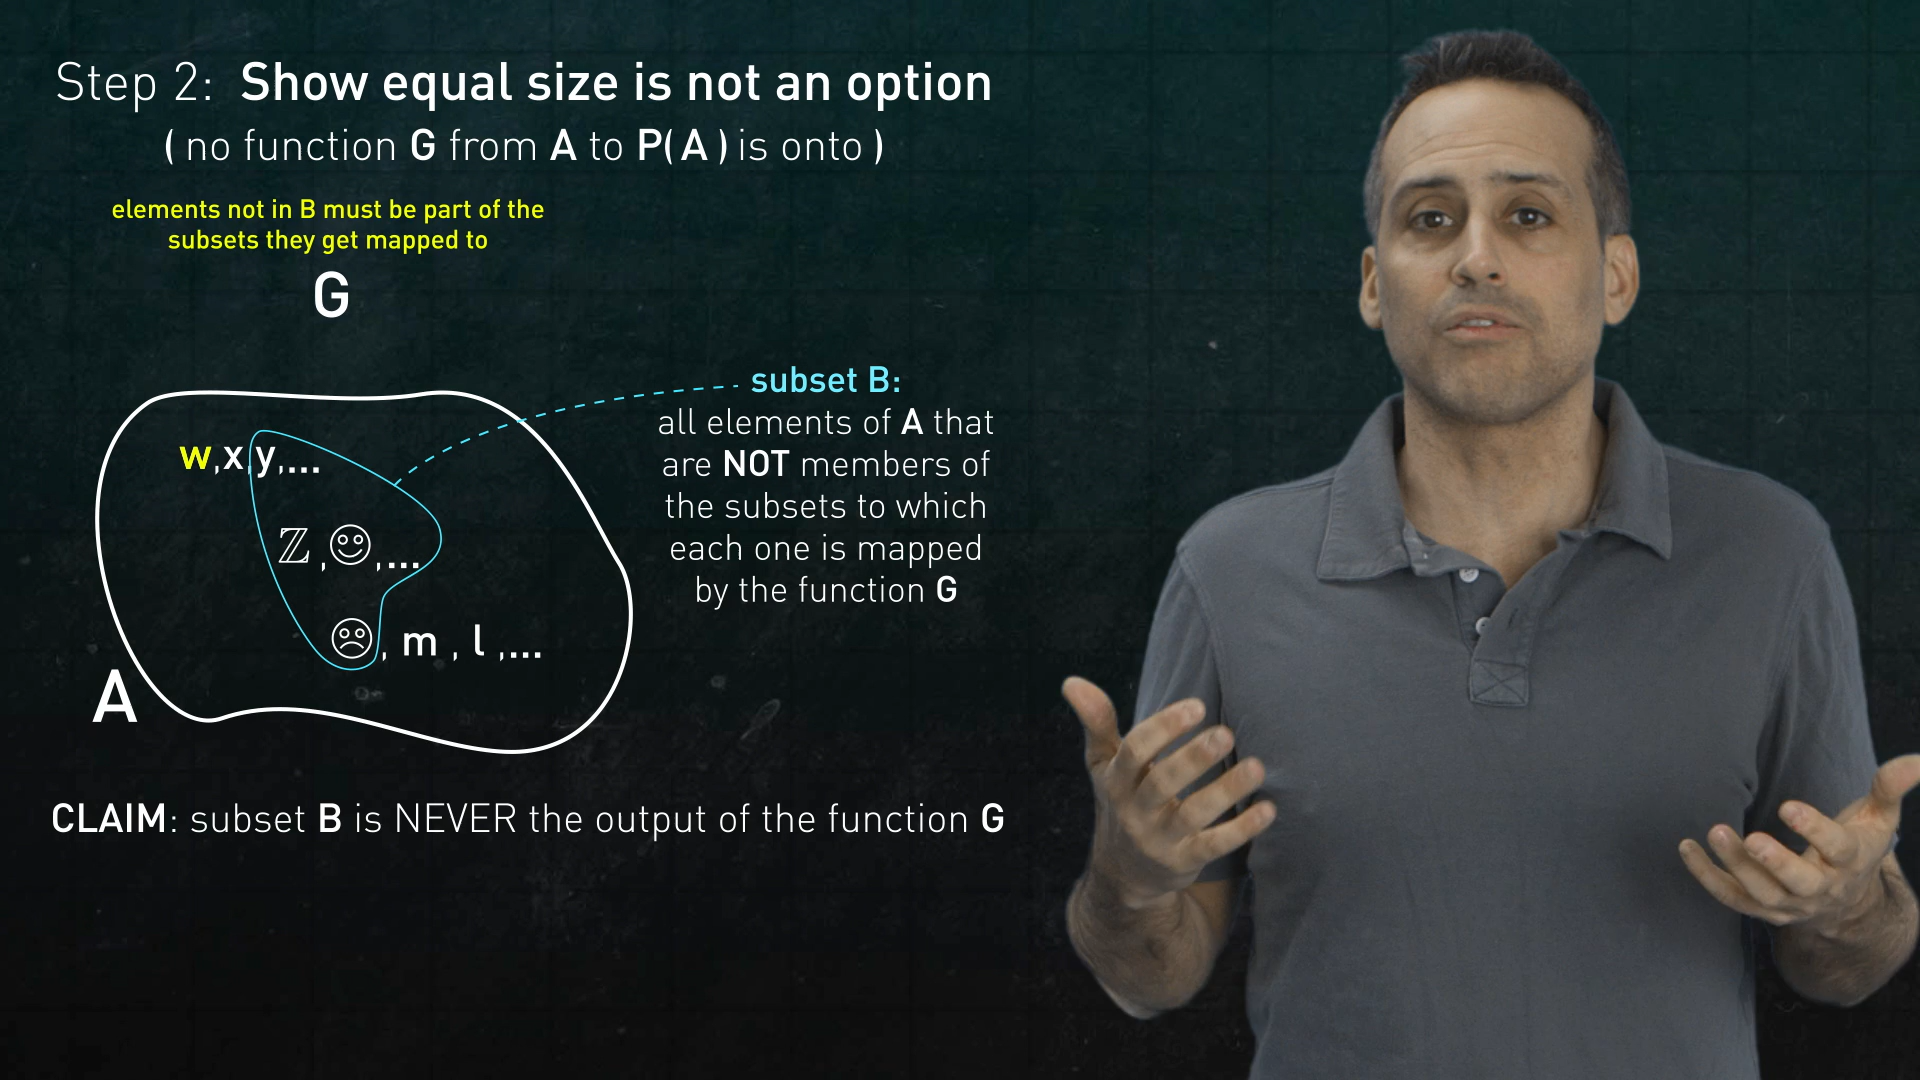 Step 2: Show equal size is not an option
( no function G from A to P( A ) is onto )
elements not in B must be part of the
subsets they get mapped to
G
subset B:
all elements of A that
are NOT members of
the subsets to which
each one is mapped
by the function G
w,x,y,...
ℤ,☺,...
☹, m , l ,...
A
CLAIM: subset B is NEVER the output of the function G